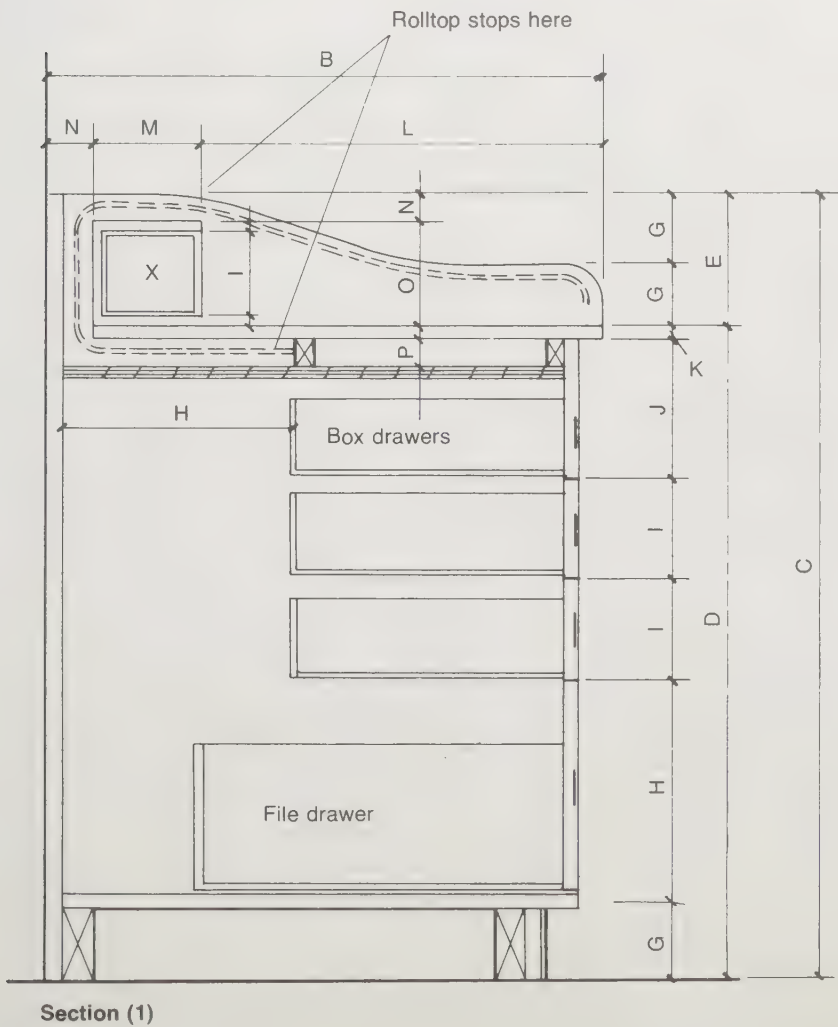 Rolltop stops here
B
N
M
L
N
G
E
X
I
O
G
P
K
H
Box drawers
J
I
C
I
D
H
File drawer
G
Section (1)